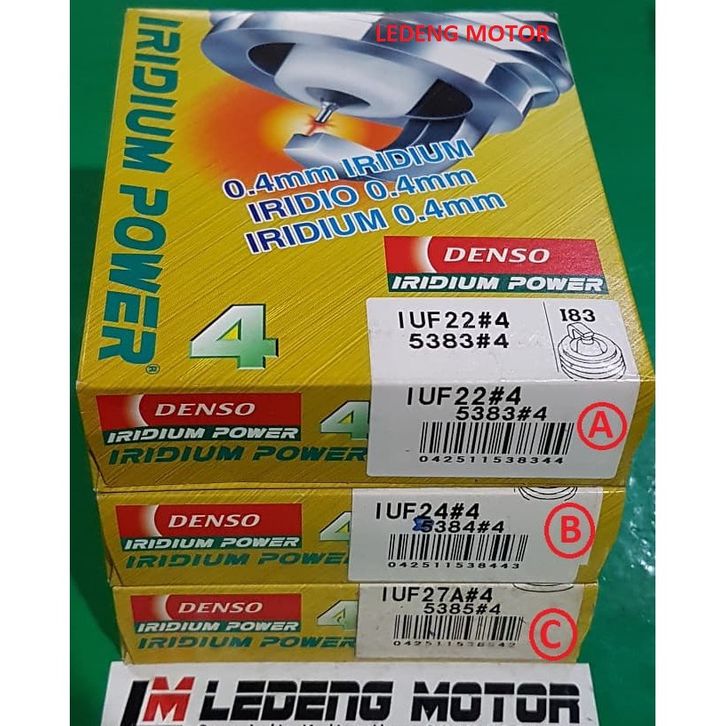 LEDENG MOTOR
IRIDIUM POWER®
0.4mm IRIDIUM
IRIDIO 0.4mm
IRIDIUM 0.4mm
DENSO
IRIDIUM POWER
4
IUF22#4
5383#4
I83
DENSO
IRIDIUM POWER
IRIDIUM POWER
4
IUF22#4
5383#4
042511538344
A
DENSO
IRIDIUM POWER
IRIDIUM POWER
4
IUF24#4
5384#4
042511538443
B
DENSO
IRIDIUM POWER
IRIDIUM POWER
4
IUF27A#4
5385#4
042511538542
C
LM LEDENG MOTOR